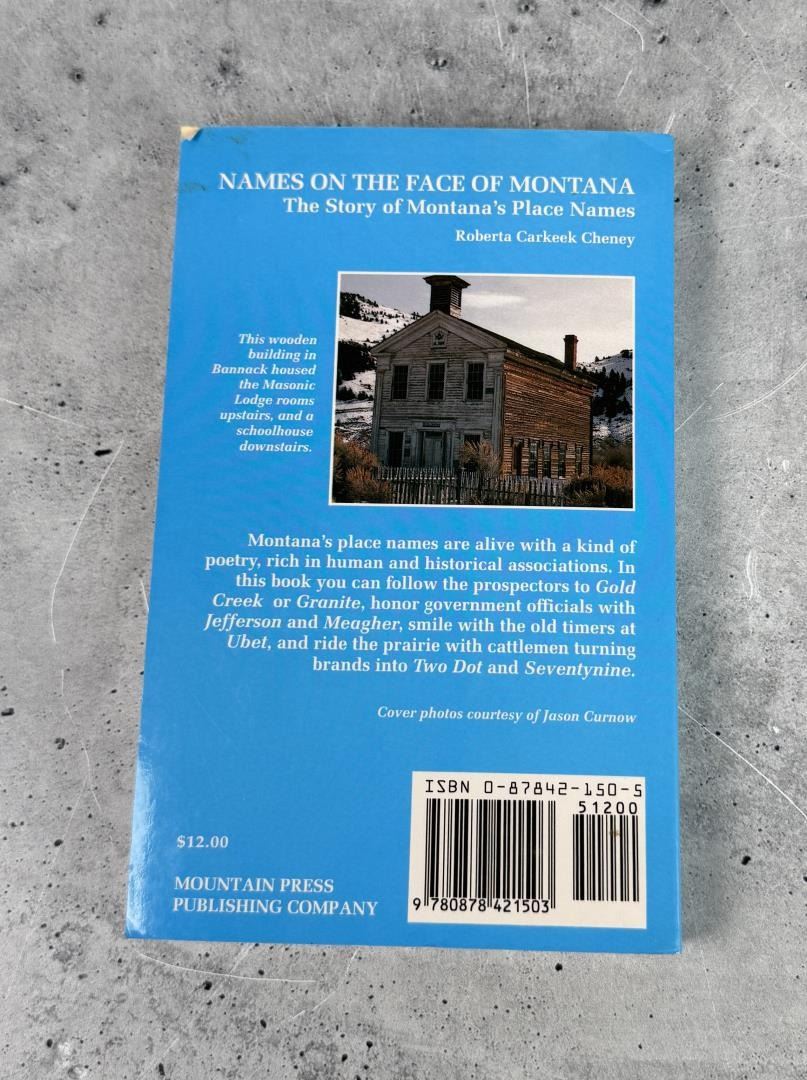 NAMES ON THE FACE OF MONTANA
The Story of Montana's Place Names
Roberta Carkeek Cheney
This wooden
building in
Bannack housed
the Masonic
Lodge rooms
upstairs, and a
schoolhouse
downstairs.
Montana's place names are alive with a kind of
poetry, rich in human and historical associations. In
this book you can follow the prospectors to Gold
Creek or Granite, honor government officials with
Jefferson and Meagher, smile with the old timers at
Ubet, and ride the prairie with cattlemen turning
brands into Two Dot and Seventynine.
Cover photos courtesy of Jason Curnow
ISBN 0-87842-150-5
51200
9 780878 421503
$12.00
MOUNTAIN PRESS
PUBLISHING COMPANY